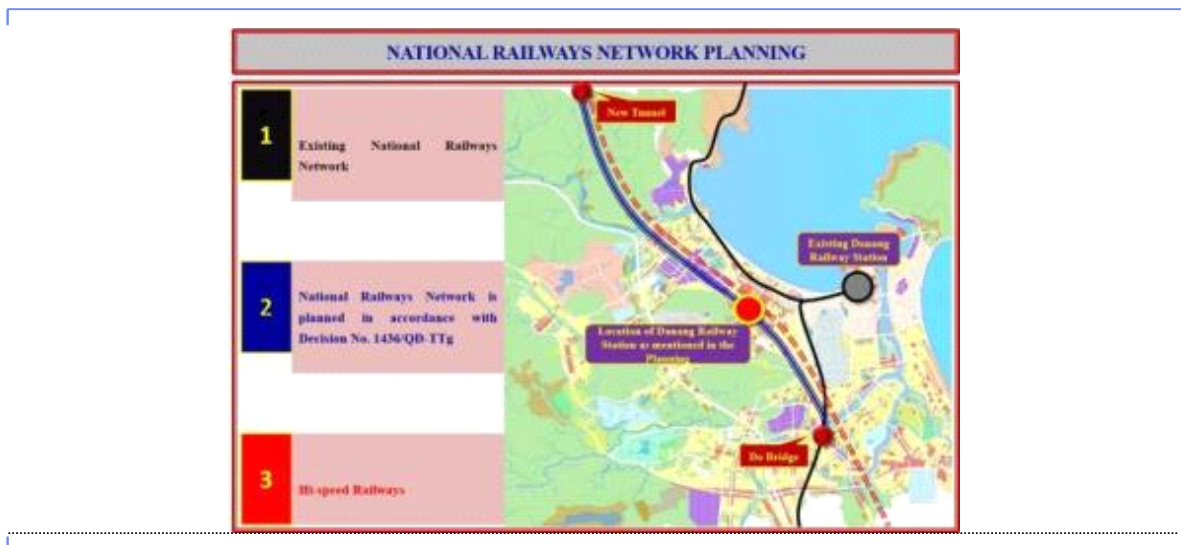 NATIONAL RAILWAYS NETWORK PLANNING
1
Existing National Railways
Network
2
National Railways Network is
planned in accordance with
Decision No. 1436/QĐ-TTg
3
Hi-speed Railways
New Tunnel
Existing Danang
Railway Station
Location of Danang Railway
Station as mentioned in the
Planning
Do Bridge